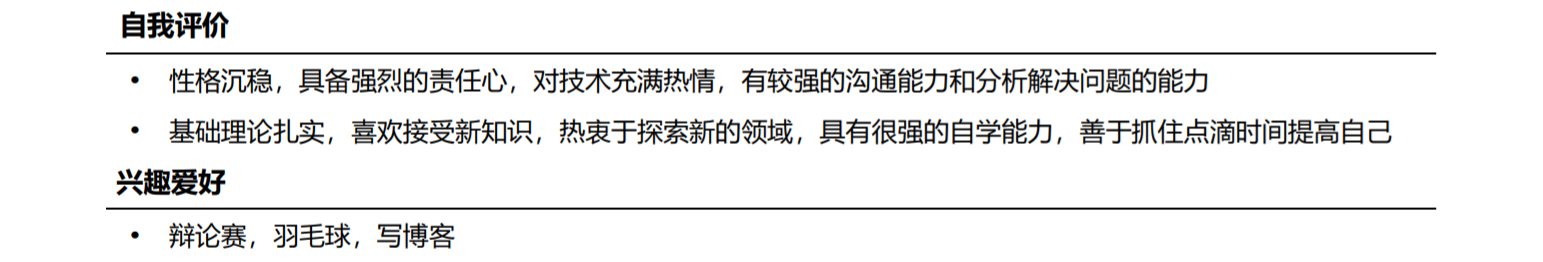 自我评价
• 性格沉稳，具备强烈的责任心，对技术充满热情，有较强的沟通能力和分析解决问题的能力
• 基础理论扎实，喜欢接受新知识，热衷于探索新的领域，具有很强的自学能力，善于抓住点滴时间提高自己
兴趣爱好
• 辩论赛，羽毛球，写博客